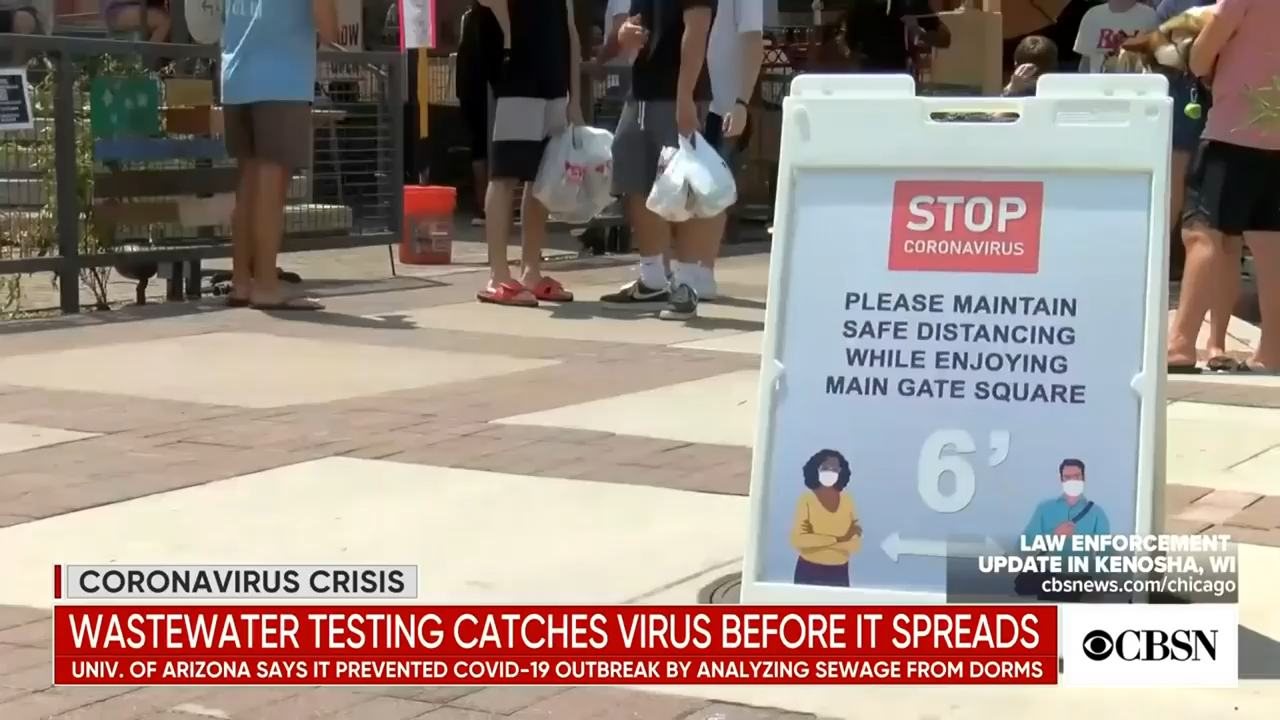 STOP
CORONAVIRUS
PLEASE MAINTAIN
SAFE DISTANCING
WHILE ENJOYING
MAIN GATE SQUARE
6'
LAW ENFORCEMENT
UPDATE IN KENOSHA, WI
cbsnews.com/chicago
CORONAVIRUS CRISIS
WASTEWATER TESTING CATCHES VIRUS BEFORE IT SPREADS
UNIV. OF ARIZONA SAYS IT PREVENTED COVID-19 OUTBREAK BY ANALYZING SEWAGE FROM DORMS
CBSN